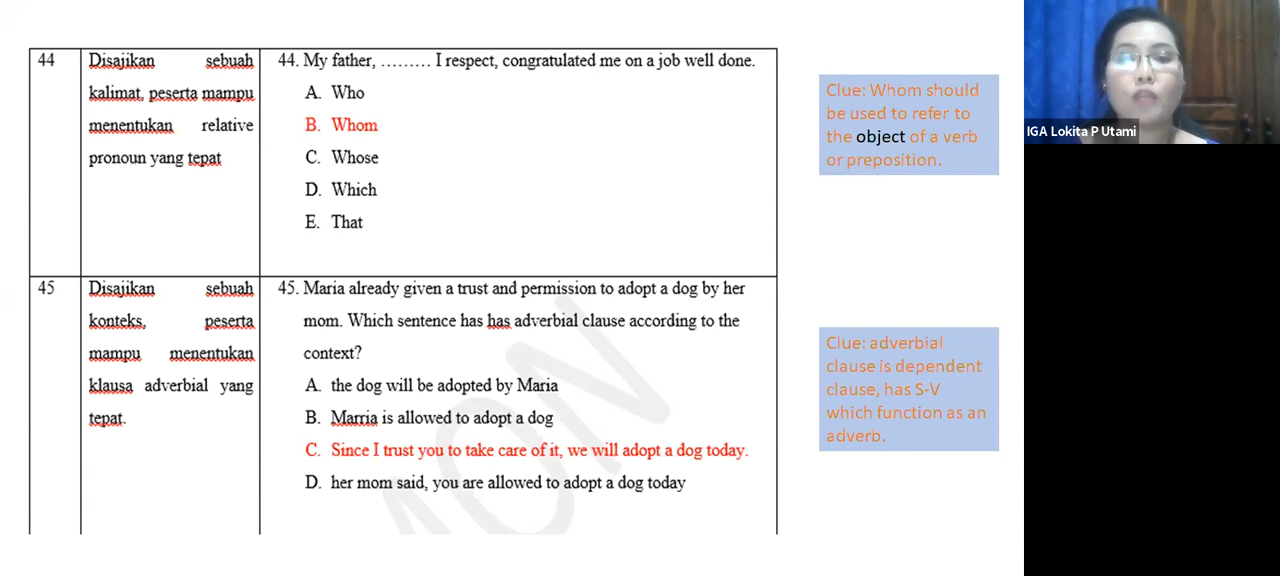 44
Disajikan sebuah
kalimat, peserta mampu
menentukan relative
pronoun yang tepat
44. My father, ……… I respect, congratulated me on a job well done.
A. Who
B. Whom
C. Whose
D. Which
E. That
Clue: Whom should
be used to refer to
the object of a verb
or preposition.
IGA Lokita P Utami
45
Disajikan sebuah
konteks, peserta
mampu menentukan
klausa adverbial yang
tepat.
45. Maria already given a trust and permission to adopt a dog by her
mom. Which sentence has has adverbial clause according to the
context?
A. the dog will be adopted by Maria
B. Marria is allowed to adopt a dog
C. Since I trust you to take care of it, we will adopt a dog today.
D. her mom said, you are allowed to adopt a dog today
Clue: adverbial
clause is dependent
clause, has S-V
which function as an
adverb.